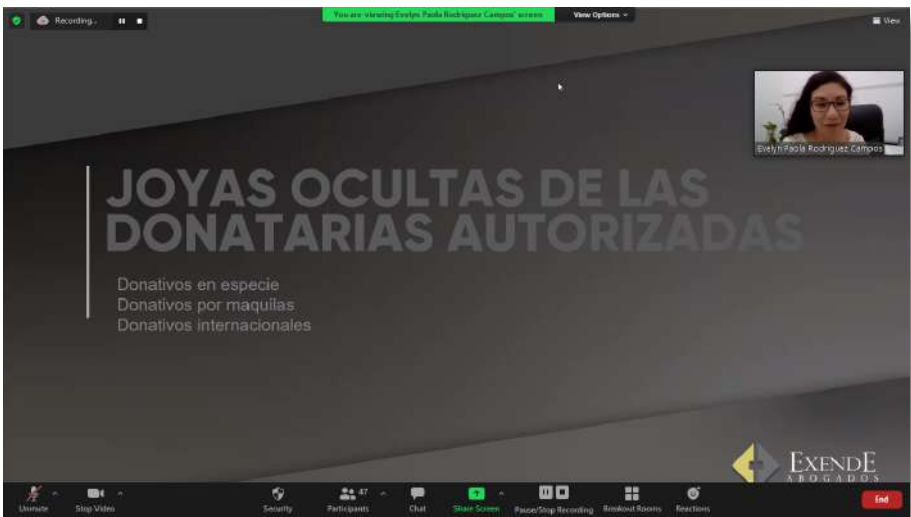 Recording...
You are viewing Evelyn Paola Rodriguez Campos' screen
View Options
View
Evelyn Paola Rodriguez Campos
JOYAS OCULTAS DE LAS
DONATARIAS AUTORIZADAS
Donativos en especie
Donativos por maquilas
Donativos internacionales
EXENDE
ABOGADOS
Unmute
Stop Video
Security
47
Participants
Chat
Share Screen
Pause/Stop Recording
Breakout Rooms
Reactions
End